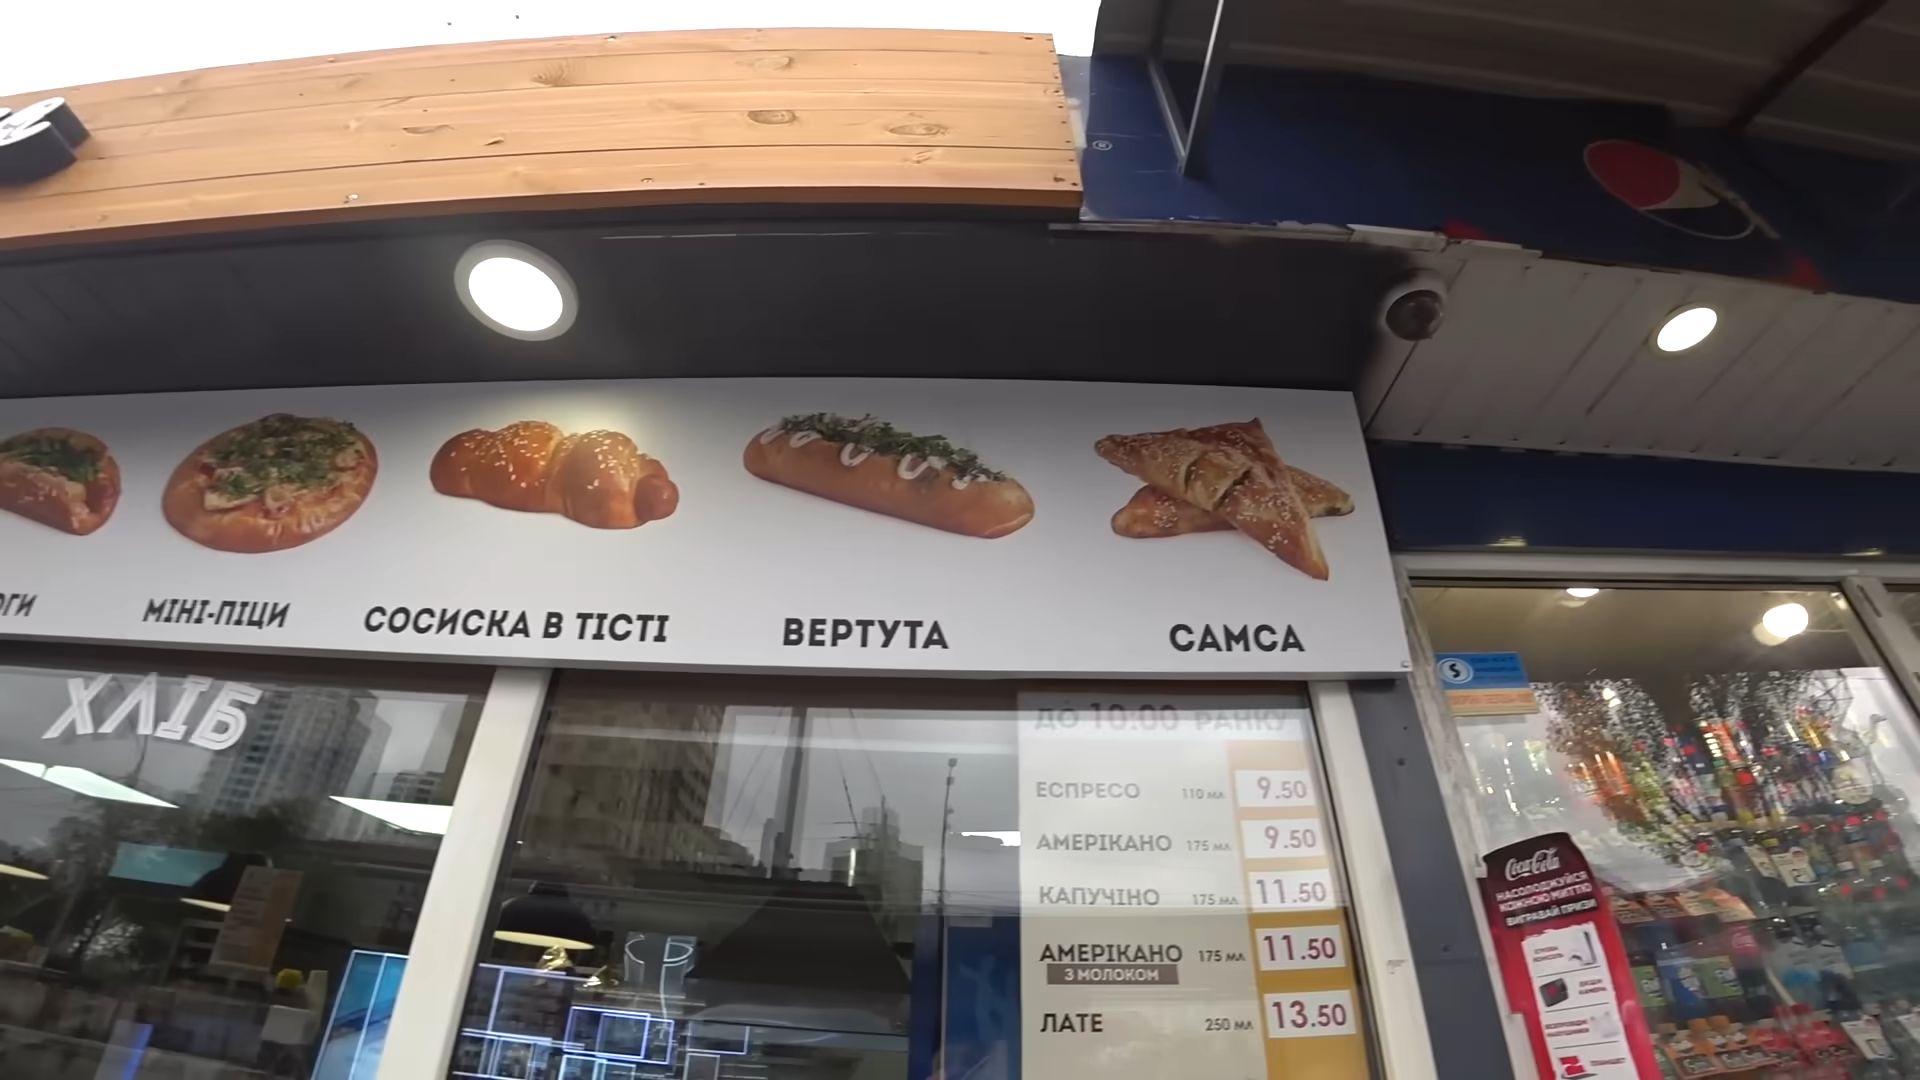 МІНІ-ПІЦИ
СОСИСКА В ТІСТІ
ВЕРТУТА
САМСА
ХЛІБ
ДО 10:00 РАНКУ
ЕСПРЕСО 110 МЛ 9.50
АМЕРІКАНО 175 МЛ 9.50
КАПУЧІНО 175 МЛ 11.50
АМЕРІКАНО 175 МЛ 11.50
З МОЛОКОМ
ЛАТЕ 250 МЛ 13.50
Coca-Cola
НАСОЛОДЖУЙСЯ
КОЖНОЮ МИТТЮ
ВИГРАВАЙ ПРИЗИ